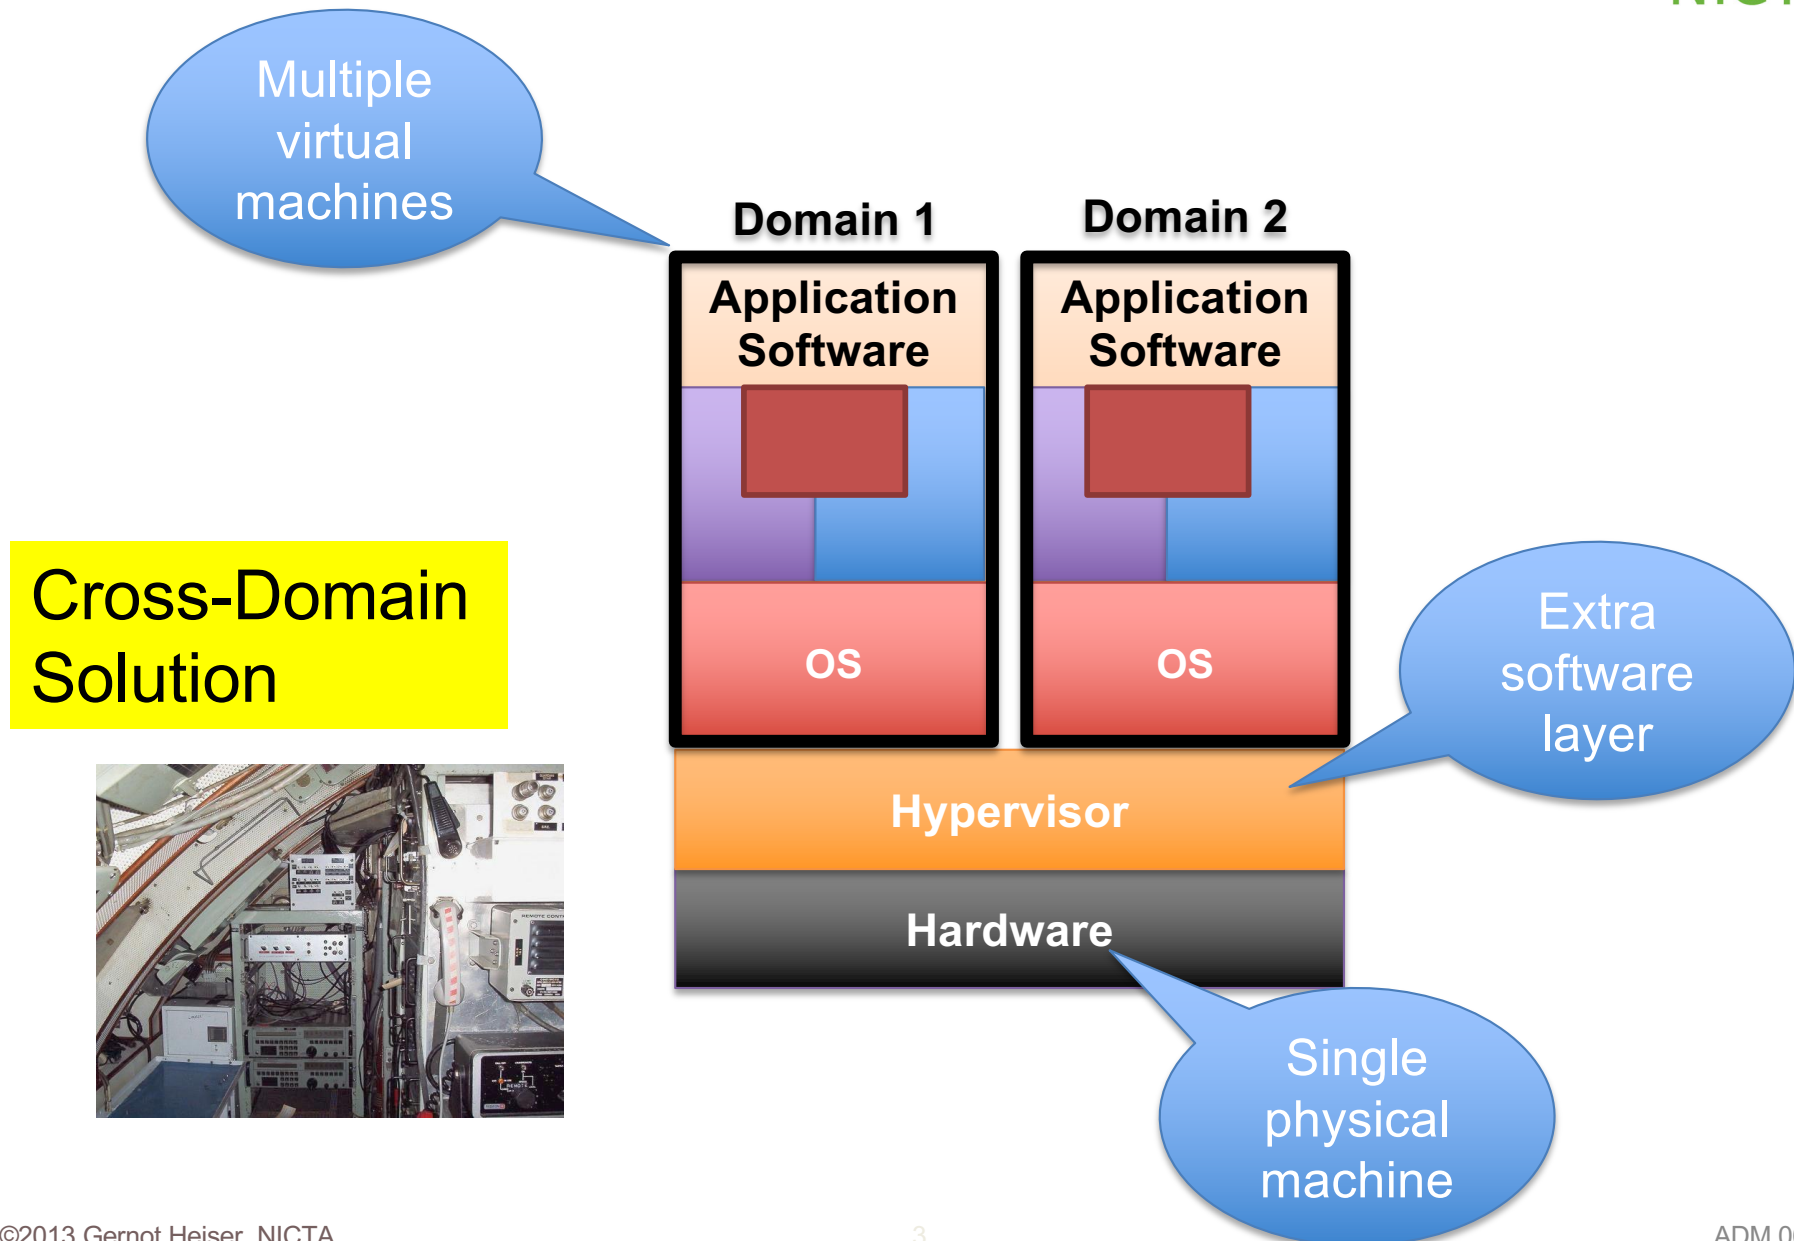 Multiple
virtual
machines
Domain 1
Domain 2
Application
Software
Application
Software
OS
OS
Cross-Domain
Solution
Extra
software
layer
Hypervisor
Hardware
Single
physical
machine
©2013 Gernot Heiser NICTA
3